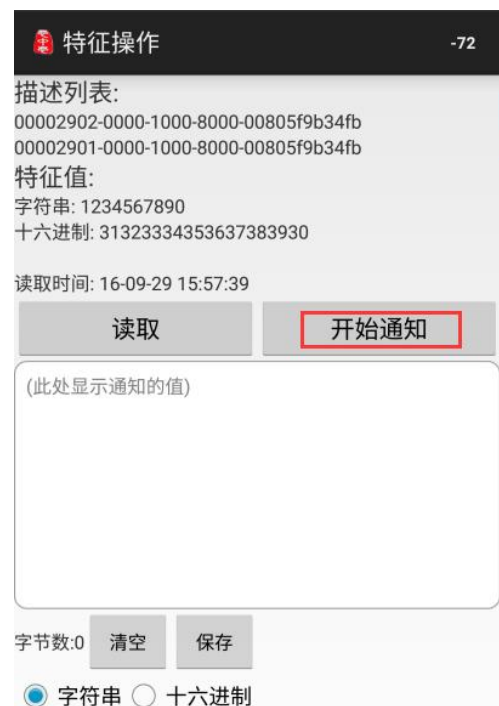 特征操作 -72
描述列表:
00002902-0000-1000-8000-00805f9b34fb
00002901-0000-1000-8000-00805f9b34fb
特征值:
字符串: 1234567890
十六进制: 31323334353637383930
读取时间: 16-09-29 15:57:39
读取 开始通知
(此处显示通知的值)
字节数:0 清空 保存
字符串 十六进制